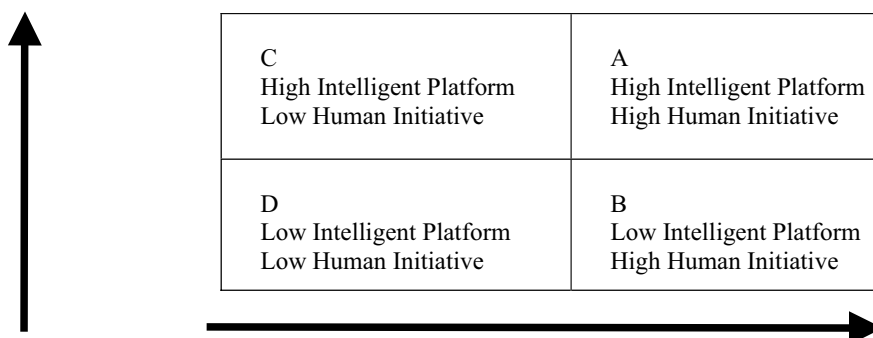 C
High Intelligent Platform
Low Human Initiative
A
High Intelligent Platform
High Human Initiative
D
Low Intelligent Platform
Low Human Initiative
B
Low Intelligent Platform
High Human Initiative